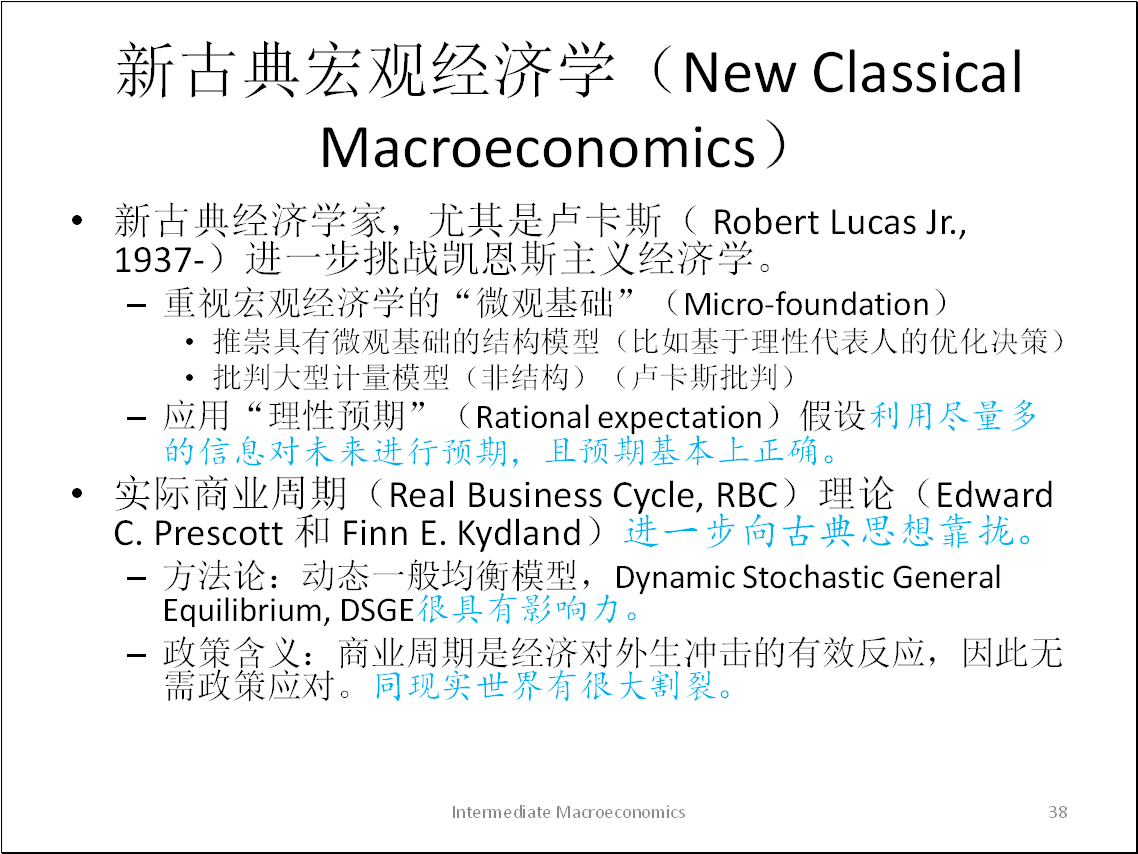 新古典宏观经济学（New Classical
Macroeconomics）
• 新古典经济学家，尤其是卢卡斯（ Robert Lucas Jr.,
1937-）进一步挑战凯恩斯主义经济学。
– 重视宏观经济学的“微观基础”（Micro-foundation）
• 推崇具有微观基础的结构模型（比如基于理性代表人的优化决策）
• 批判大型计量模型（非结构）（卢卡斯批判）
– 应用“理性预期”（Rational expectation）假设利用尽量多
的信息对未来进行预期，且预期基本上正确。
• 实际商业周期（Real Business Cycle, RBC）理论（Edward
C. Prescott 和 Finn E. Kydland）进一步向古典思想靠拢。
– 方法论：动态一般均衡模型，Dynamic Stochastic General
Equilibrium, DSGE很具有影响力。
– 政策含义：商业周期是经济对外生冲击的有效反应，因此无
需政策应对。同现实世界有很大割裂。
Intermediate Macroeconomics
38